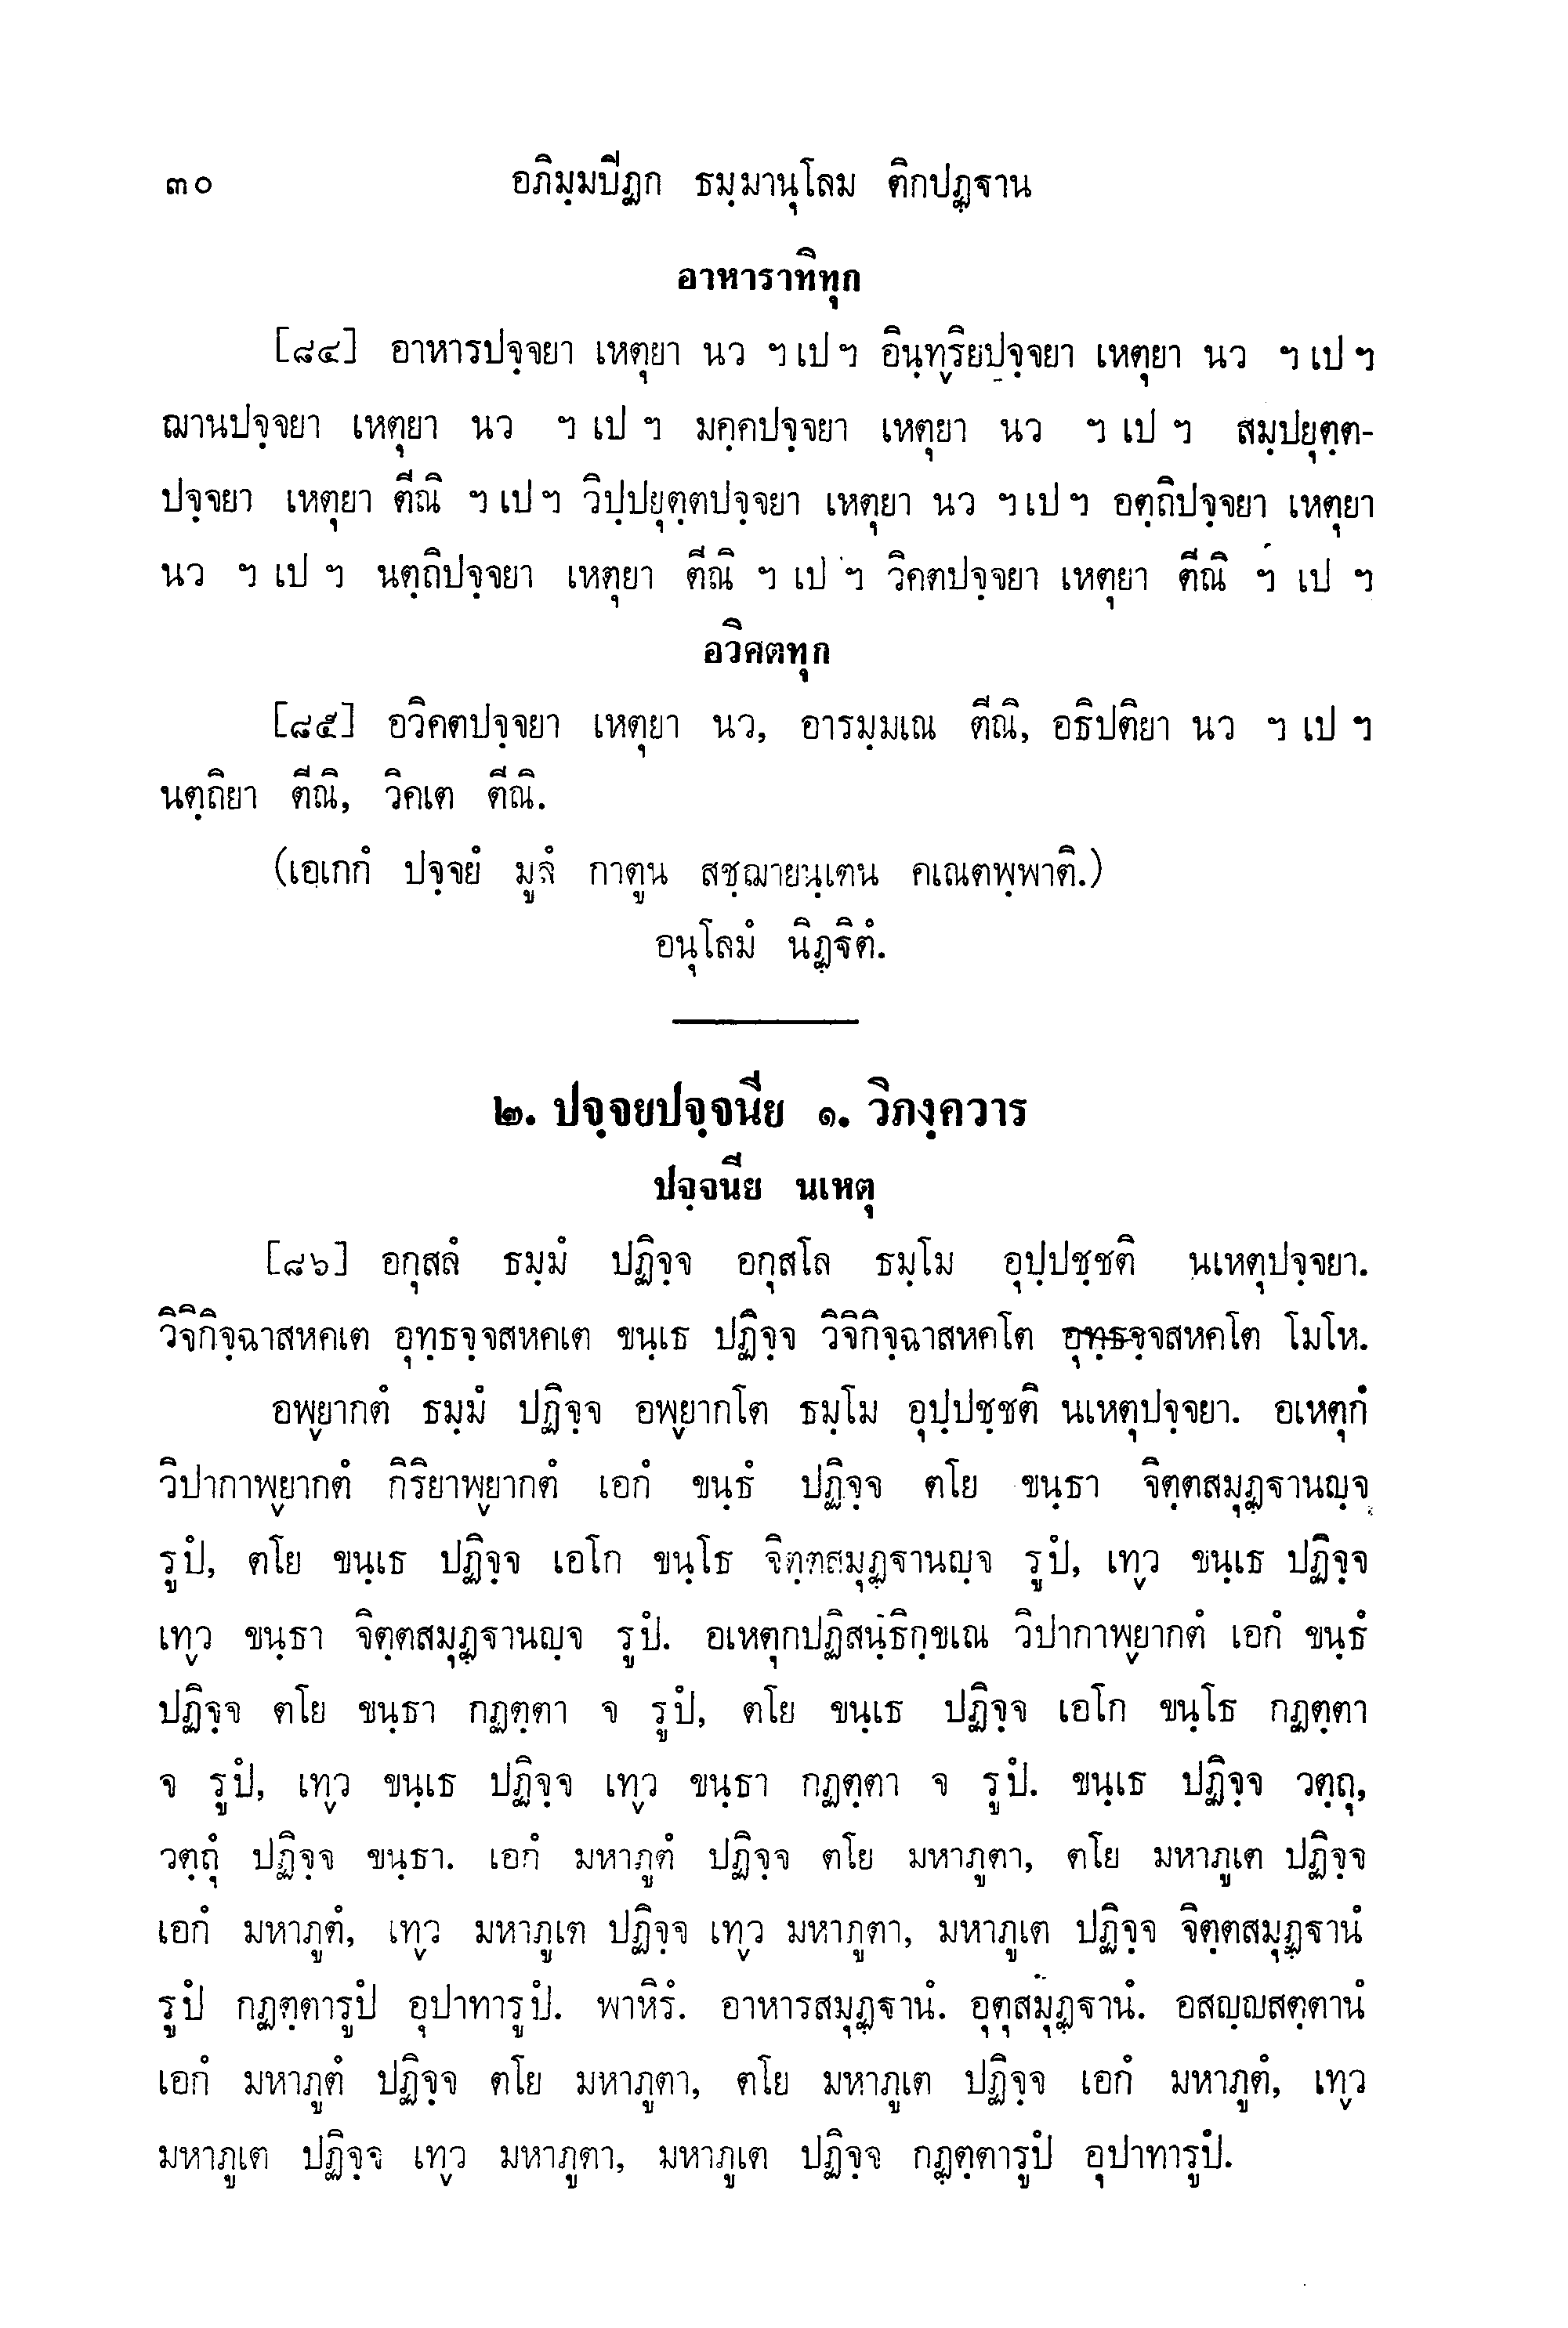 ๓๐ อภิมฺมบีฏก ธมฺมานุโลม ติกปฏฺฐาน
อาหาราทิทุก
[๘๔] อาหารปจฺจยา เหตุยา นว ฯ เป ฯ อินฺทฺริยปจฺจยา เหตุยา นว ฯ เป ฯ
ฌานปจฺจยา เหตุยา นว ฯ เป ฯ มคฺคปจฺจยา เหตุยา นว ฯ เป ฯ สมฺปยุตฺต-
ปจฺจยา เหตุยา ตีณิ ฯ เป ฯ วิปฺปยุตฺตปจฺจยา เหตุยา นว ฯ เป ฯ อตฺถิปจฺจยา เหตุยา
นว ฯ เป ฯ นตฺถิปจฺจยา เหตุยา ตีณิ ฯ เป ฯ วิคตปจฺจยา เหตุยา ตีณิ ฯ เป ฯ
อวิศตทุก
[๘๕] อวิคตปจฺจยา เหตุยา นว, อารมฺมเณ ตีณิ, อธิปติยา นว ฯ เป ฯ
นตฺถิยา ตีณิ, วิคเต ตีณิ.
(เอเกกํ ปจฺจยํ มูลํ กาตูน สชฺฌายนฺเตน คเณตพฺพาติ.)
อนุโลมํ นิฏฺฐิตํ.
๒. ปจฺจยปจฺจนีย ๑. วิภงฺควาร
ปจฺจนีย นเหตุ
[๘๖] อกุสลํ ธมฺมํ ปฏิจฺจ อกุสโล ธมฺโม อุปฺปชฺชติ นเหตุปจฺจยา.
วิจิกิจฺฉาสหคเต อุทฺธจฺจสหคเต ขนฺเธ ปฏิจฺจ วิจิกิจฺฉาสหคโต อุทฺธจฺจสหคโต โมโห.
อพฺยากตํ ธมฺมํ ปฏิจฺจ อพฺยากโต ธมฺโม อุปฺปชฺชติ นเหตุปจฺจยา. อเหตุกํ
วิปากาพฺยากตํ กิริยาพฺยากตํ เอกํ ขนฺธํ ปฏิจฺจ ตโย ขนฺธา จิตฺตสมุฏฺฐานญฺจ
รูปํ, ตโย ขนฺเธ ปฏิจฺจ เอโก ขนฺโธ จิตฺตสมุฏฺฐานญฺจ รูปํ, เทฺว ขนฺเธ ปฏิจฺจ
เทฺว ขนฺธา จิตฺตสมุฏฺฐานญฺจ รูปํ. อเหตุกปฏิสนฺธิกฺขเณ วิปากาพฺยากตํ เอกํ ขนฺธํ
ปฏิจฺจ ตโย ขนฺธา กฏตฺตา จ รูปํ, ตโย ขนฺเธ ปฏิจฺจ เอโก ขนฺโธ กฏตฺตา
จ รูปํ, เทฺว ขนฺเธ ปฏิจฺจ เทฺว ขนฺธา กฏตฺตา จ รูปํ. ขนฺเธ ปฏิจฺจ วตฺถุ,
วตฺถุํ ปฏิจฺจ ขนฺธา. เอกํ มหาภูตํ ปฏิจฺจ ตโย มหาภูตา, ตโย มหาภูเต ปฏิจฺจ
เอกํ มหาภูตํ, เทฺว มหาภูเต ปฏิจฺจ เทฺว มหาภูตา, มหาภูเต ปฏิจฺจ จิตฺตสมุฏฺฐานํ
รูปํ กฏตฺตารูปํ อุปาทารูปํ. พาหิรํ. อาหารสมุฏฺฐานํ. อุตุสมุฏฺฐานํ. อสญฺญสตฺตานํ
เอกํ มหาภูตํ ปฏิจฺจ ตโย มหาภูตา, ตโย มหาภูเต ปฏิจฺจ เอกํ มหาภูตํ, เทฺว
มหาภูเต ปฏิจฺจ เทฺว มหาภูตา, มหาภูเต ปฏิจฺจ กฏฺตฺตารูปํ อุปาทารูปํ.